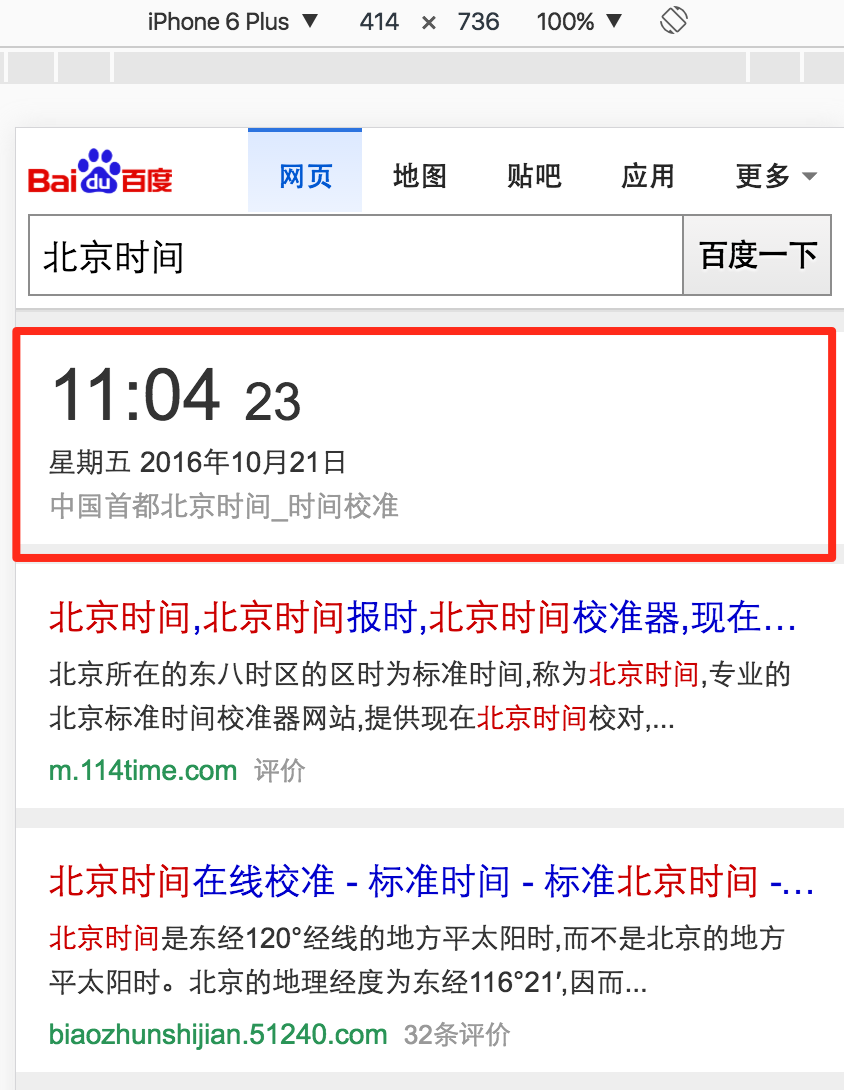 iPhone 6 Plus ▼ 414 × 736 100% ▼
Bai du 百度 网页 地图 贴吧 应用 更多
北京时间 百度一下
11:04 23
星期五 2016年10月21日
中国首都北京时间_时间校准
北京时间,北京时间报时,北京时间校准器,现在...
北京所在的东八时区的区时为标准时间,称为北京时间,专业的
北京标准时间校准器网站,提供现在北京时间校对,...
m.114time.com 评价
北京时间在线校准 - 标准时间 - 标准北京时间 -...
北京时间是东经120°经线的地方平太阳时,而不是北京的地方
平太阳时。北京的地理经度为东经116°21′,因而...
biaozhunshijian.51240.com 32条评价